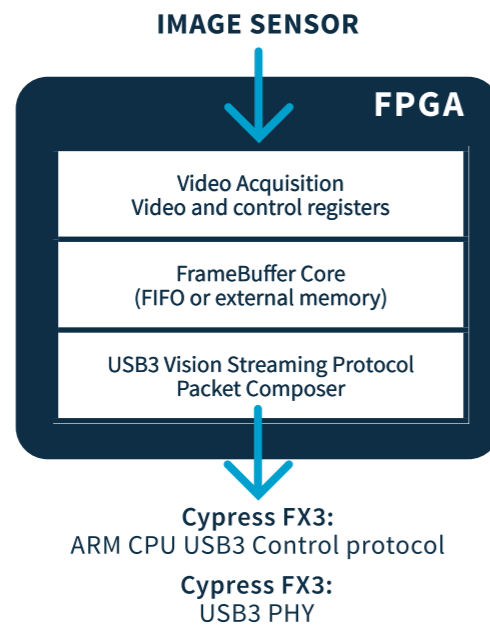 IMAGE SENSOR
FPGA
Video Acquisition
Video and control registers
FrameBuffer Core
(FIFO or external memory)
USB3 Vision Streaming Protocol
Packet Composer
Cypress FX3:
ARM CPU USB3 Control protocol
Cypress FX3:
USB3 PHY